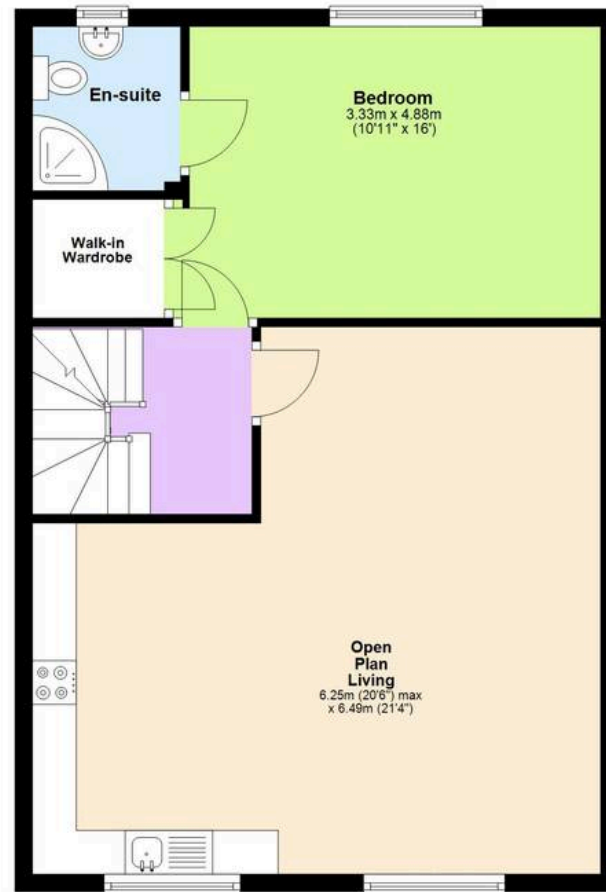 En-suite
Bedroom
3.33m x 4.88m
(10'11" x 16')
Walk-in
Wardrobe
Open
Plan
Living
6.25m (20'6") max
x 6.49m (21'4")